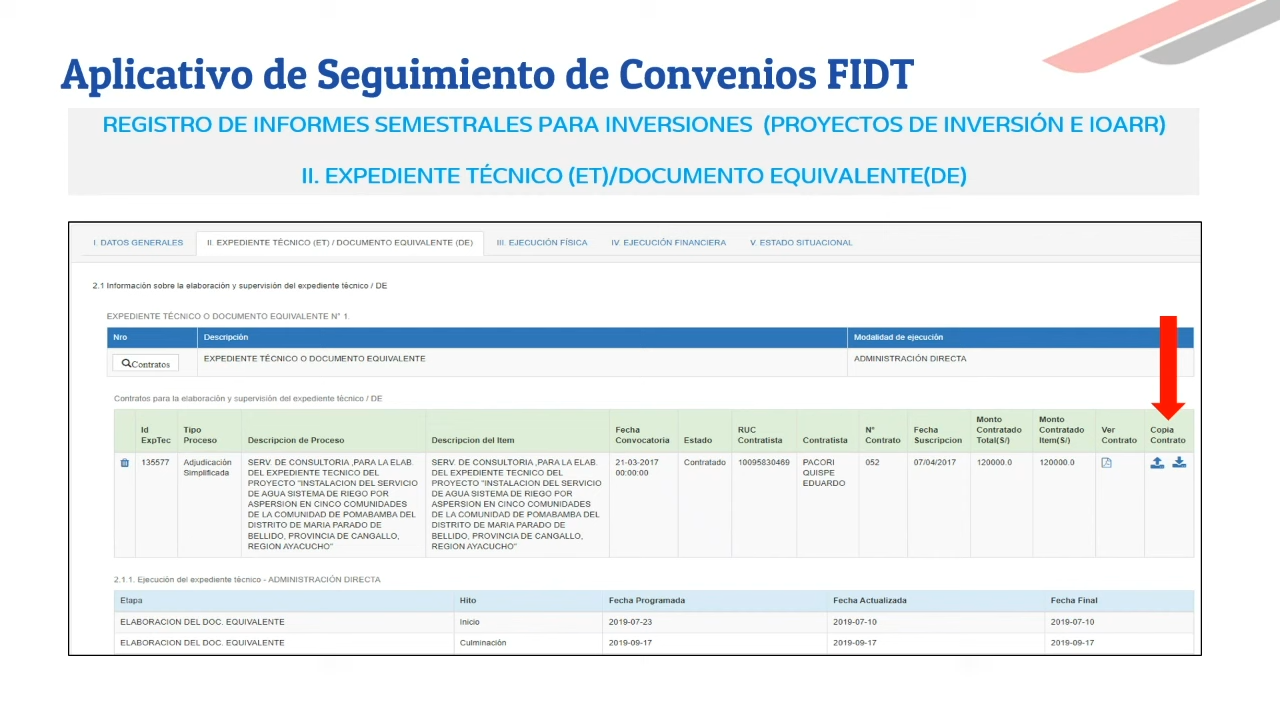 Aplicativo de Seguimiento de Convenios FIDT
REGISTRO DE INFORMES SEMESTRALES PARA INVERSIONES (PROYECTOS DE INVERSIÓN E IOARR)
II. EXPEDIENTE TÉCNICO (ET)/DOCUMENTO EQUIVALENTE(DE)
I. DATOS GENERALES II. EXPEDIENTE TÉCNICO (ET) / DOCUMENTO EQUIVALENTE (DE) III. EJECUCIÓN FÍSICA IV. EJECUCIÓN FINANCIERA V. ESTADO SITUACIONAL
2.1 Información sobre la elaboración y supervisión del expediente técnico / DE
EXPEDIENTE TÉCNICO O DOCUMENTO EQUIVALENTE N° 1
Nro Descripción Modalidad de ejecución
Contratos EXPEDIENTE TÉCNICO O DOCUMENTO EQUIVALENTE ADMINISTRACIÓN DIRECTA
Contratos para la elaboración y supervisión del expediente técnico / DE
Id ExpTec
Tipo Proceso
Descripcion de Proceso
Descripcion del Item
Fecha Convocatoria
Estado
RUC Contratista
Contratista
N° Contrato
Fecha Suscripcion
Monto Contratado Total(S/)
Monto Contratado Item(S/)
Ver Contrato
Copia Contrato
135577
Adjudicación
Simplificada
SERV. DE CONSULTORIA ,PARA LA ELAB.
DEL EXPEDIENTE TECNICO DEL
PROYECTO "INSTALACION DEL SERVICIO
DE AGUA SISTEMA DE RIEGO POR
ASPERSION EN CINCO COMUNIDADES
DE LA COMUNIDAD DE POMABAMBA DEL
DISTRITO DE MARIA PARADO DE
BELLIDO, PROVINCIA DE CANGALLO,
REGION AYACUCHO"
SERV. DE CONSULTORIA ,PARA LA ELAB.
DEL EXPEDIENTE TECNICO DEL
PROYECTO "INSTALACION DEL SERVICIO
DE AGUA SISTEMA DE RIEGO POR
ASPERSION EN CINCO COMUNIDADES
DE LA COMUNIDAD DE POMABAMBA DEL
DISTRITO DE MARIA PARADO DE
BELLIDO, PROVINCIA DE CANGALLO,
REGION AYACUCHO"
21-03-2017
00:00:00
Contratado
10095830469
PACORI
QUISPE
EDUARDO
052
07/04/2017
120000.0
120000.0
2.1.1. Ejecución del expediente técnico - ADMINISTRACIÓN DIRECTA
Etapa Hito Fecha Programada Fecha Actualizada Fecha Final
ELABORACION DEL DOC. EQUIVALENTE Inicio 2019-07-23 2019-07-10 2019-07-10
ELABORACION DEL DOC. EQUIVALENTE Culminación 2019-09-17 2019-09-17 2019-09-17